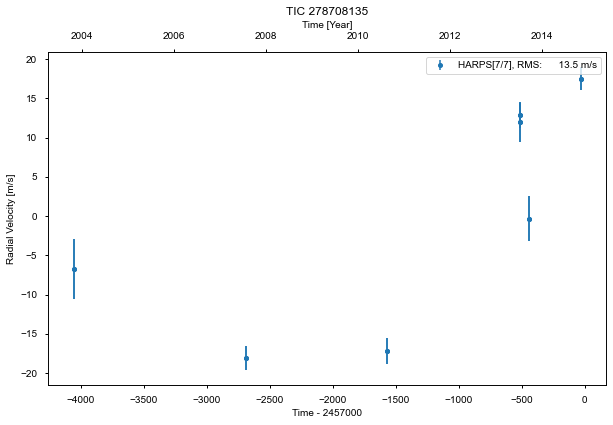 TIC 278708135
Time [Year]
2004 2006 2008 2010 2012 2014
HARPS[7/7], RMS: 13.5 m/s
20
15
10
5
0
−5
−10
−15
−20
Radial Velocity [m/s]
−4000 −3500 −3000 −2500 −2000 −1500 −1000 −500 0
Time - 2457000